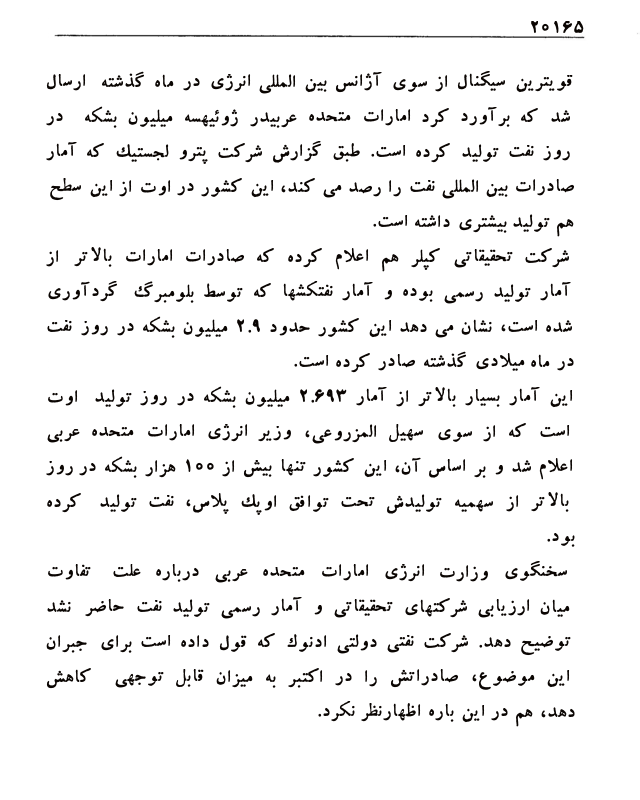 ۲۰۱۶۵
قویترین سیگنال از سوی آژانس بین المللی انرژی در ماه گذشته ارسال
شد که برآورد کرد امارات متحده عربیدر ژوئیهسه میلیون بشکه در
روز نفت تولید کرده است. طبق گزارش شرکت پترو لجستیك که آمار
صادرات بین المللی نفت را رصد می کند، این کشور در اوت از این سطح
هم تولید بیشتری داشته است.
شرکت تحقیقاتی کپلر هم اعلام کرده که صادرات امارات بالاتر از
آمار تولید رسمی بوده و آمار نفتکشها که توسط بلومبرگ گردآوری
شده است، نشان می دهد این کشور حدود ۲.۹ میلیون بشکه در روز نفت
در ماه میلادی گذشته صادر کرده است.
این آمار بسیار بالاتر از آمار ۲.۶۹۳ میلیون بشکه در روز تولید اوت
است که از سوی سهیل المزروعی، وزیر انرژی امارات متحده عربی
اعلام شد و بر اساس آن، این کشور تنها بیش از ۱۰۰ هزار بشکه در روز
بالاتر از سهمیه تولیدش تحت توافق اوپك پلاس، نفت تولید کرده
بود.
سخنگوی وزارت انرژی امارات متحده عربی درباره علت تفاوت
میان ارزیابی شرکتهای تحقیقاتی و آمار رسمی تولید نفت حاضر نشد
توضیح دهد. شرکت نفتی دولتی ادنوك که قول داده است برای جبران
این موضوع، صادراتش را در اکتبر به میزان قابل توجهی کاهش
دهد، هم در این باره اظهارنظر نکرد.